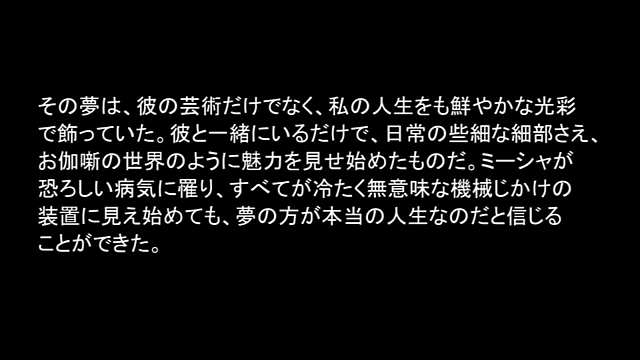 その夢は、彼の芸術だけでなく、私の人生をも鮮やかな光彩
で飾っていた。彼と一緒にいるだけで、日常の些細な細部さえ、
お伽噺の世界のように魅力を見せ始めたものだ。ミーシャが
恐ろしい病気に罹り、すべてが冷たく無意味な機械じかけの
装置に見え始めても、夢の方が本当の人生なのだと信じる
ことができた。